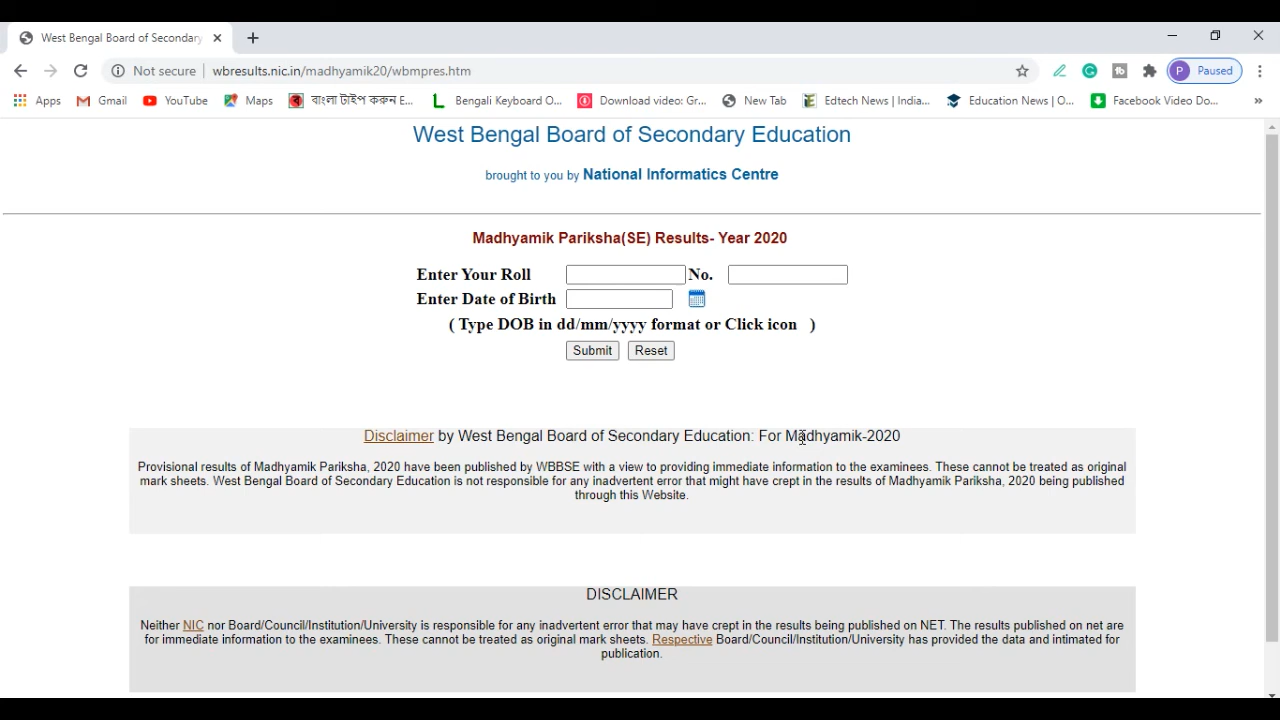 West Bengal Board of Secondary
Not secure | wbresults.nic.in/madhyamik20/wbmpres.htm
P Paused
Apps Gmail YouTube Maps বাংলা টাইপ করুন E... Bengali Keyboard O... Download video: Gr... New Tab Edtech News | India... Education News | O... Facebook Video Do... »
West Bengal Board of Secondary Education
brought to you by National Informatics Centre
Madhyamik Pariksha(SE) Results- Year 2020
Enter Your Roll No.
Enter Date of Birth
( Type DOB in dd/mm/yyyy format or Click icon )
Submit Reset
Disclaimer by West Bengal Board of Secondary Education: For Madhyamik-2020
Provisional results of Madhyamik Pariksha, 2020 have been published by WBBSE with a view to providing immediate information to the examinees. These cannot be treated as original
mark sheets. West Bengal Board of Secondary Education is not responsible for any inadvertent error that might have crept in the results of Madhyamik Pariksha, 2020 being published
through this Website.
DISCLAIMER
Neither NIC nor Board/Council/Institution/University is responsible for any inadvertent error that may have crept in the results being published on NET. The results published on net are
for immediate information to the examinees. These cannot be treated as original mark sheets. Respective Board/Council/Institution/University has provided the data and intimated for
publication.